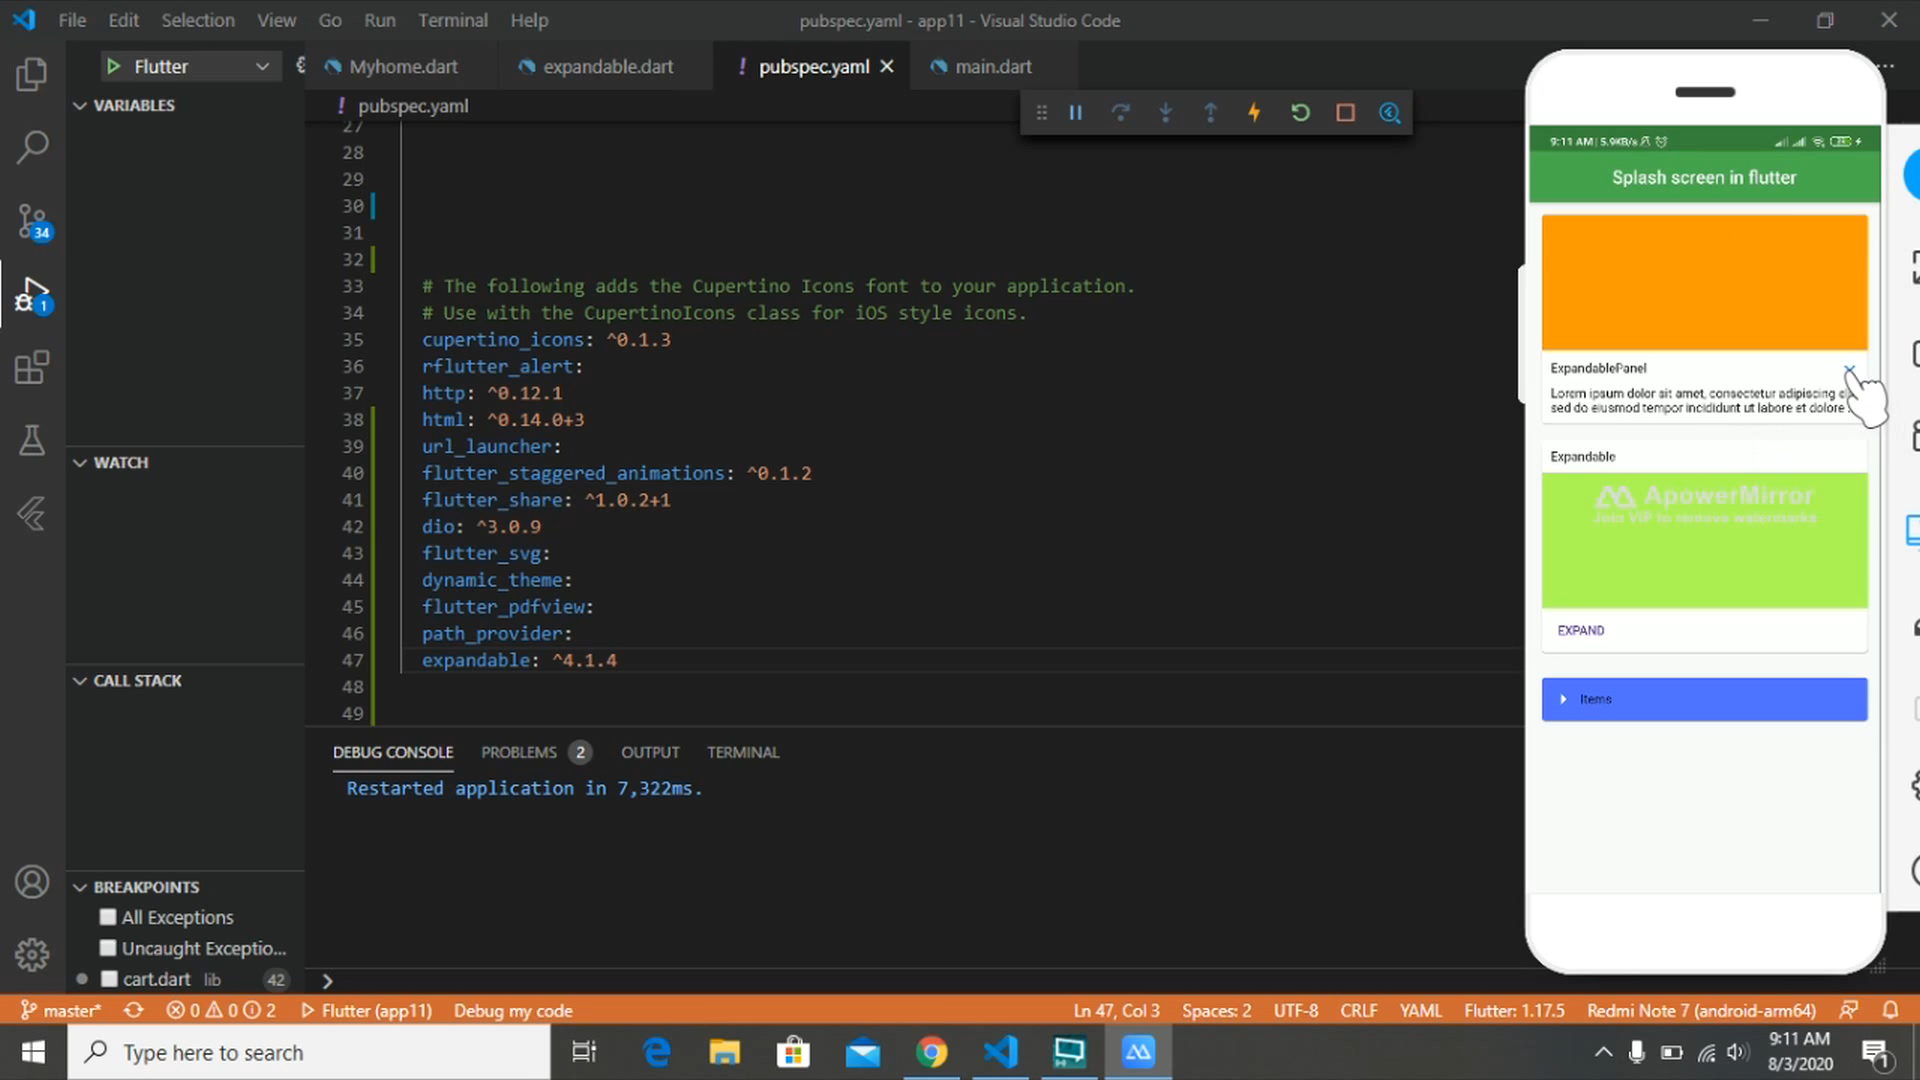 File Edit Selection View Go Run Terminal Help
pubspec.yaml - app11 - Visual Studio Code
Flutter
Myhome.dart
expandable.dart
! pubspec.yaml
main.dart
! pubspec.yaml
VARIABLES
WATCH
CALL STACK
BREAKPOINTS
All Exceptions
Uncaught Exceptio...
cart.dart lib 42
34
1
27
28
29
30
31
32
33 # The following adds the Cupertino Icons font to your application.
34 # Use with the CupertinoIcons class for iOS style icons.
35 cupertino_icons: ^0.1.3
36 rflutter_alert:
37 http: ^0.12.1
38 html: ^0.14.0+3
39 url_launcher:
40 flutter_staggered_animations: ^0.1.2
41 flutter_share: ^1.0.2+1
42 dio: ^3.0.9
43 flutter_svg:
44 dynamic_theme:
45 flutter_pdfview:
46 path_provider:
47 expandable: ^4.1.4
48
49
DEBUG CONSOLE PROBLEMS 2 OUTPUT TERMINAL
Restarted application in 7,322ms.
9:11 AM | 5.9KB/s
Splash screen in flutter
ExpandablePanel
Lorem ipsum dolor sit amet, consectetur adipiscing
sed do eiusmod tempor incididunt ut labore et dolore
Expandable
ApowerMirror
Join VIP to remove watermarks
EXPAND
Items
master* 0 0 2 Flutter (app11) Debug my code
Ln 47, Col 3 Spaces: 2 UTF-8 CRLF YAML Flutter: 1.17.5 Redmi Note 7 (android-arm64)
Type here to search
9:11 AM
8/3/2020
1